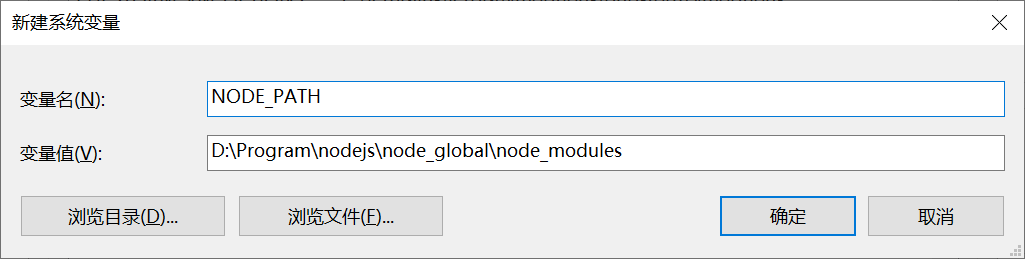 新建系统变量
变量名(N):
NODE_PATH
变量值(V):
D:\Program\nodejs\node_global\node_modules
浏览目录(D)...
浏览文件(F)...
确定
取消